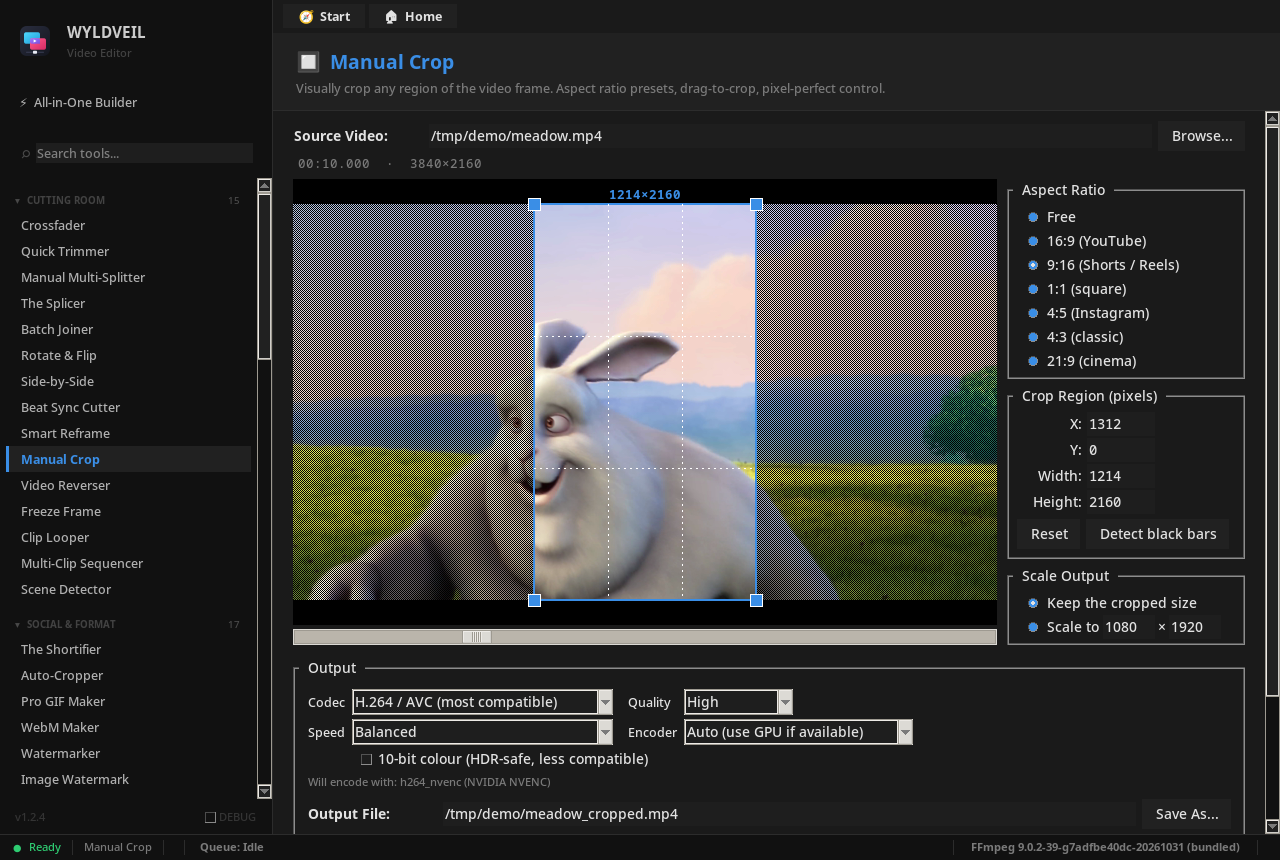 WYLDVEIL
Video Editor
⚡ All-in-One Builder
Search tools...
CUTTING ROOM 15
Crossfader
Quick Trimmer
Manual Multi-Splitter
The Splicer
Batch Joiner
Rotate & Flip
Side-by-Side
Beat Sync Cutter
Smart Reframe
Manual Crop
Video Reverser
Freeze Frame
Clip Looper
Multi-Clip Sequencer
Scene Detector
SOCIAL & FORMAT 17
The Shortifier
Auto-Cropper
Pro GIF Maker
WebM Maker
Watermarker
Image Watermark
v1.2.4 DEBUG
Start Home
Manual Crop
Visually crop any region of the video frame. Aspect ratio presets, drag-to-crop, pixel-perfect control.
Source Video: /tmp/demo/meadow.mp4 Browse...
00:10.000 · 3840×2160
1214×2160
Aspect Ratio
Free
16:9 (YouTube)
9:16 (Shorts / Reels)
1:1 (square)
4:5 (Instagram)
4:3 (classic)
21:9 (cinema)
Crop Region (pixels)
X: 1312
Y: 0
Width: 1214
Height: 2160
Reset Detect black bars
Scale Output
Keep the cropped size
Scale to 1080 × 1920
Output
Codec H.264 / AVC (most compatible) Quality High
Speed Balanced Encoder Auto (use GPU if available)
10-bit colour (HDR-safe, less compatible)
Will encode with: h264_nvenc (NVIDIA NVENC)
Output File: /tmp/demo/meadow_cropped.mp4 Save As...
Ready Manual Crop Queue: Idle FFmpeg 9.0.2-39-g7adfbe40dc-20261031 (bundled)